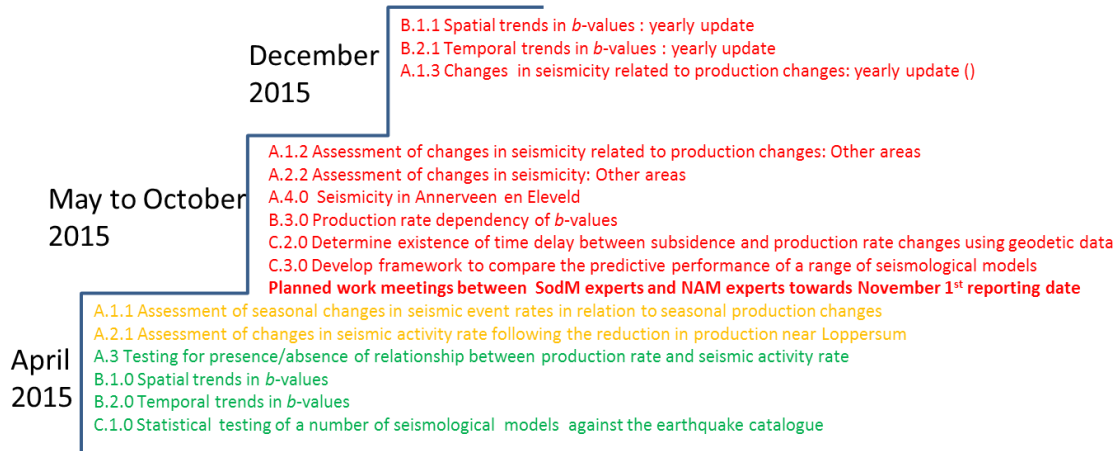 December
2015
B.1.1 Spatial trends in b-values : yearly update
B.2.1 Temporal trends in b-values : yearly update
A.1.3 Changes in seismicity related to production changes: yearly update ()
May to October
2015
A.1.2 Assessment of changes in seismicity related to production changes: Other areas
A.2.2 Assessment of changes in seismicity: Other areas
A.4.0 Seismicity in Annerveen en Eleveld
B.3.0 Production rate dependency of b-values
C.2.0 Determine existence of time delay between subsidence and production rate changes using geodetic data
C.3.0 Develop framework to compare the predictive performance of a range of seismological models
Planned work meetings between SodM experts and NAM experts towards November 1st reporting date
April
2015
A.1.1 Assessment of seasonal changes in seismic event rates in relation to seasonal production changes
A.2.1 Assessment of changes in seismic activity rate following the reduction in production near Loppersum
A.3 Testing for presence/absence of relationship between production rate and seismic activity rate
B.1.0 Spatial trends in b-values
B.2.0 Temporal trends in b-values
C.1.0 Statistical testing of a number of seismological models against the earthquake catalogue